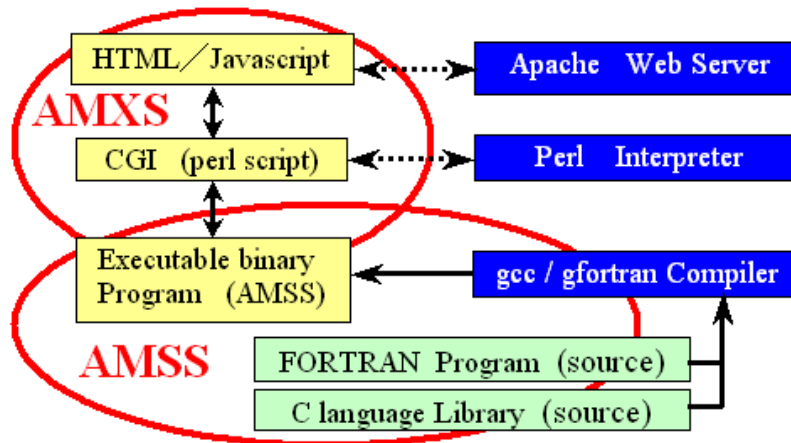 HTML／Javascript
Apache Web Server
AMXS
CGI (perl script)
Perl Interpreter
Executable binary
Program (AMSS)
gcc / gfortran Compiler
AMSS
FORTRAN Program (source)
C language Library (source)